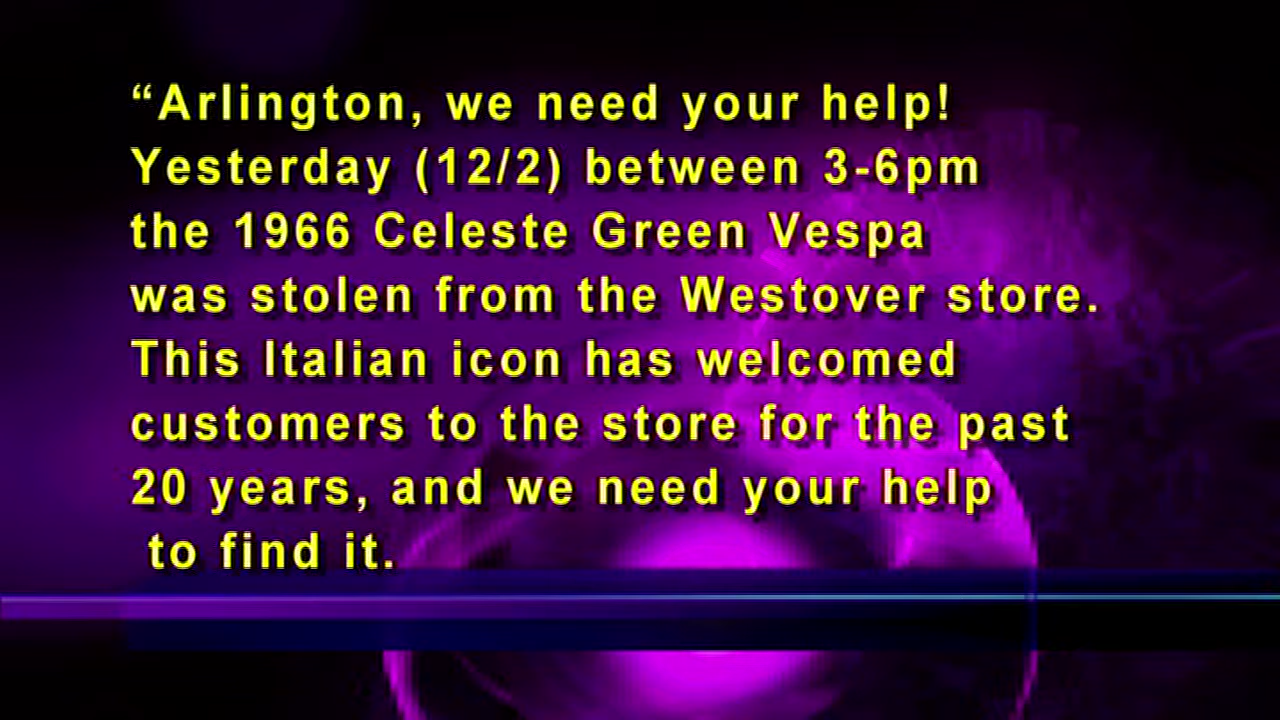 “Arlington, we need your help!
Yesterday (12/2) between 3-6pm
the 1966 Celeste Green Vespa
was stolen from the Westover store.
This Italian icon has welcomed
customers to the store for the past
20 years, and we need your help
to find it.